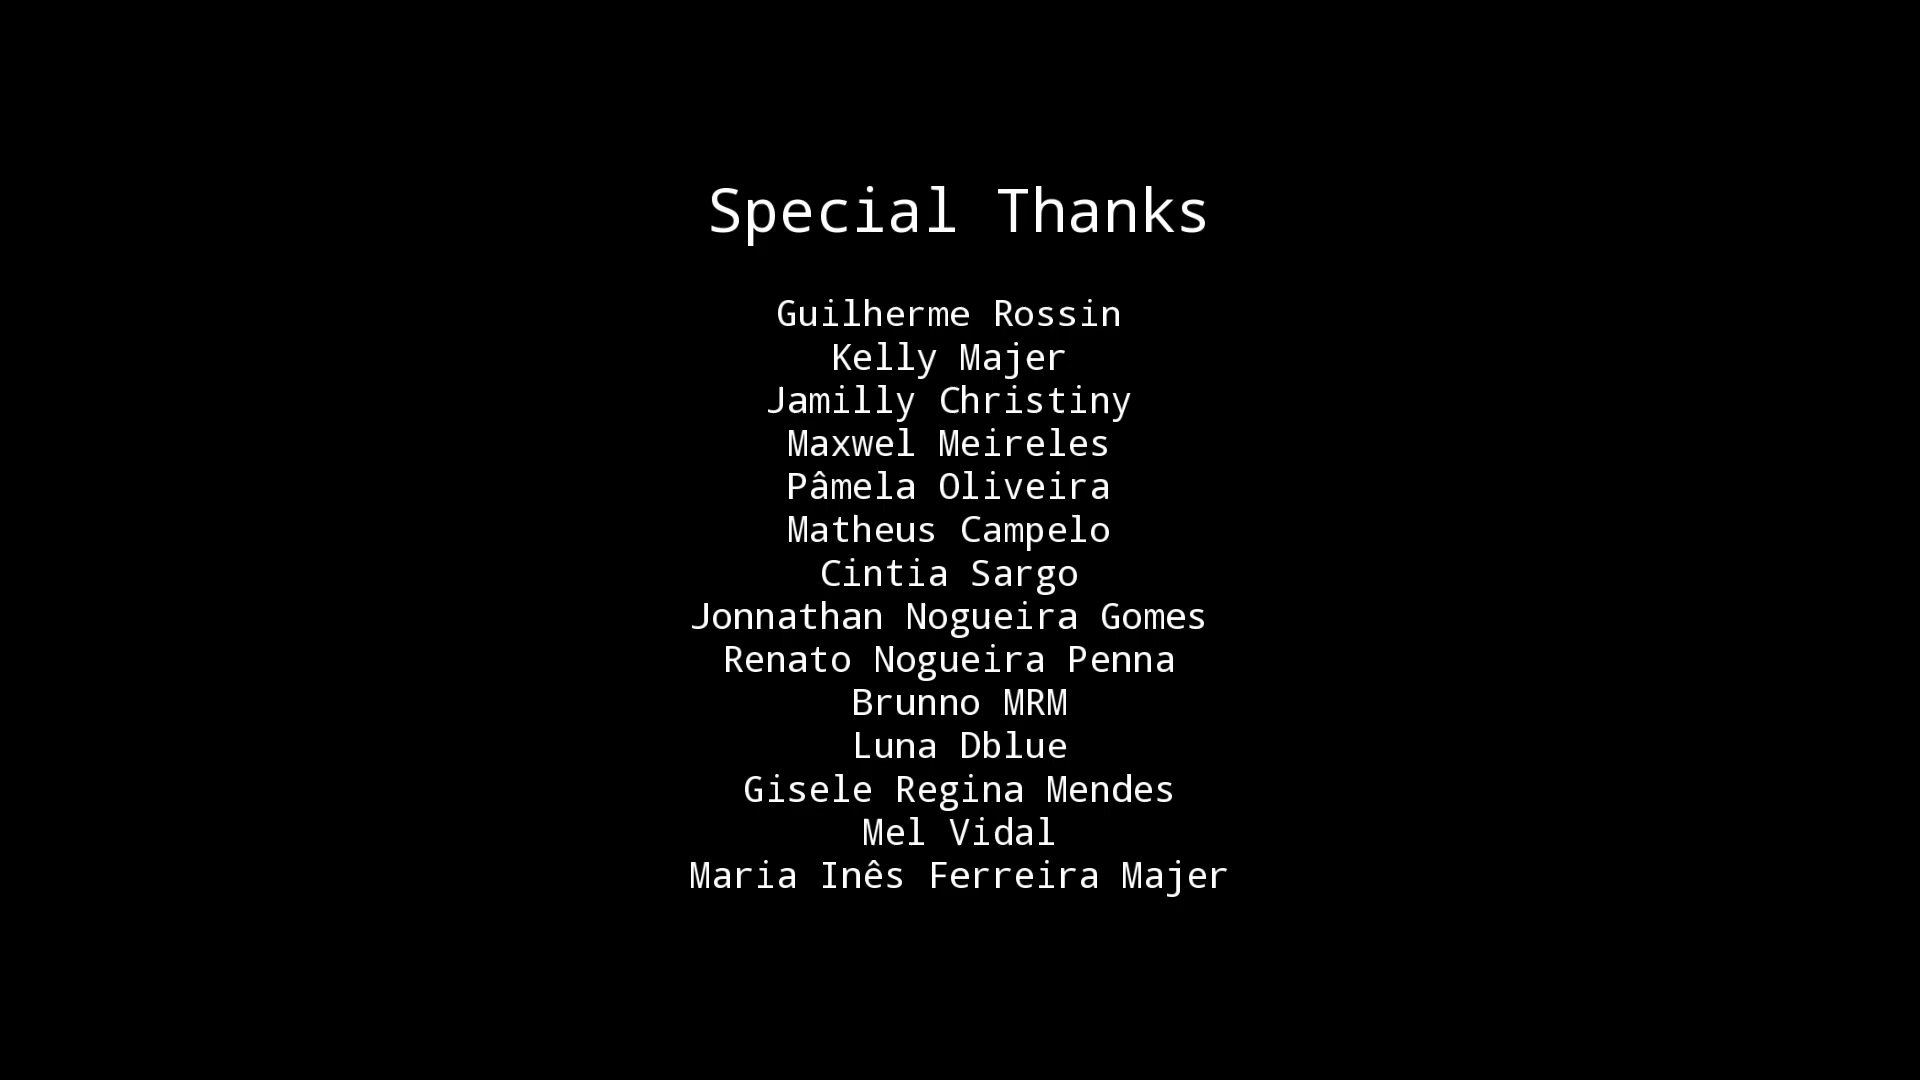 Special Thanks
Guilherme Rossin
Kelly Majer
Jamilly Christiny
Maxwel Meireles
Pâmela Oliveira
Matheus Campelo
Cintia Sargo
Jonnathan Nogueira Gomes
Renato Nogueira Penna
Brunno MRM
Luna Dblue
Gisele Regina Mendes
Mel Vidal
Maria Inês Ferreira Majer